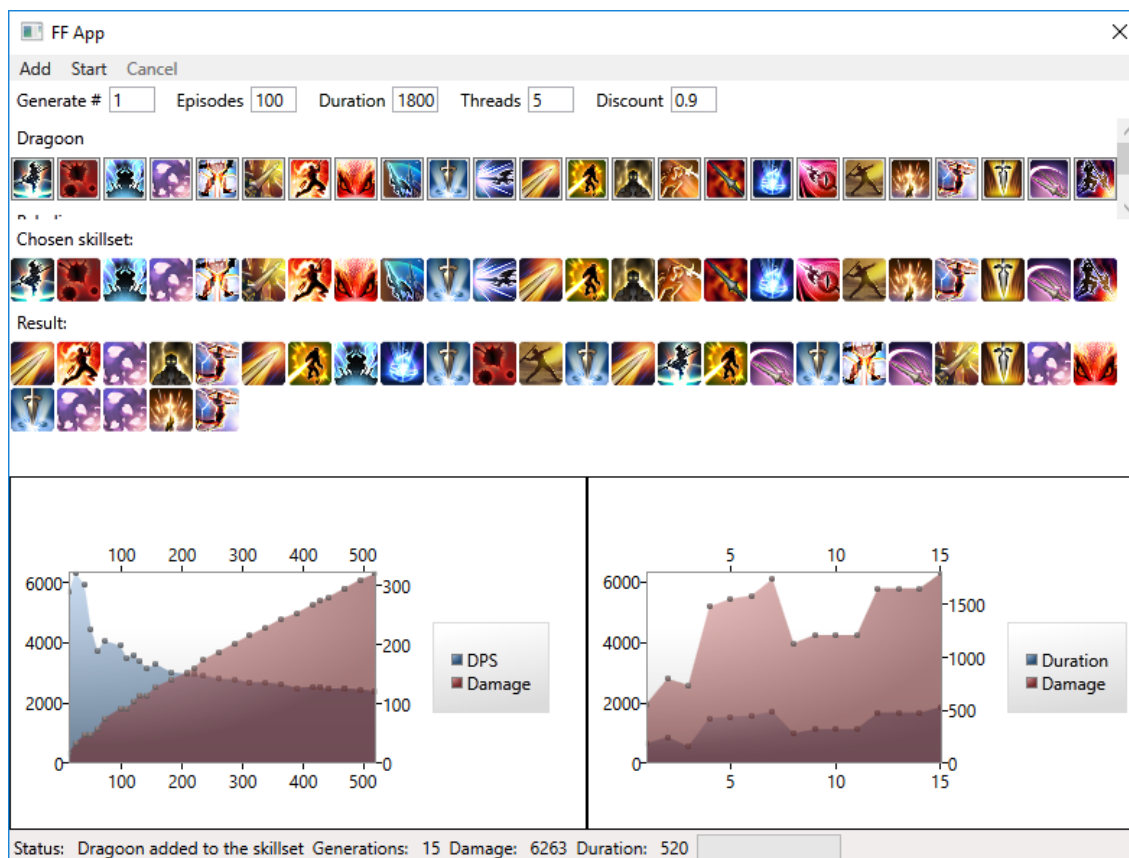 FF App
Add Start Cancel
Generate # 1 Episodes 100 Duration 1800 Threads 5 Discount 0.9
Dragoon
Chosen skillset:
Result:
100 200 300 400 500
5 10 15
6000
300
6000
1500
4000
200
4000
1000
2000
100
2000
500
0
0
0
0
DPS
Damage
Duration
Damage
100 200 300 400 500
5 10 15
Status: Dragoon added to the skillset Generations: 15 Damage: 6263 Duration: 520